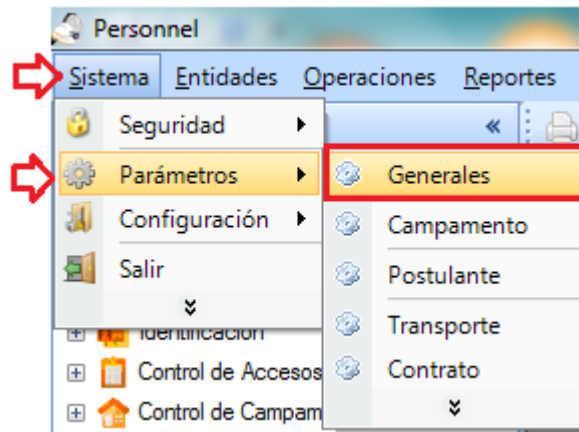 Personnel
Sistema Entidades Operaciones Reportes
Seguridad
Parámetros
Configuración
Salir
Generales
Campamento
Postulante
Transporte
Contrato
Identificación
Control de Accesos
Control de Campam